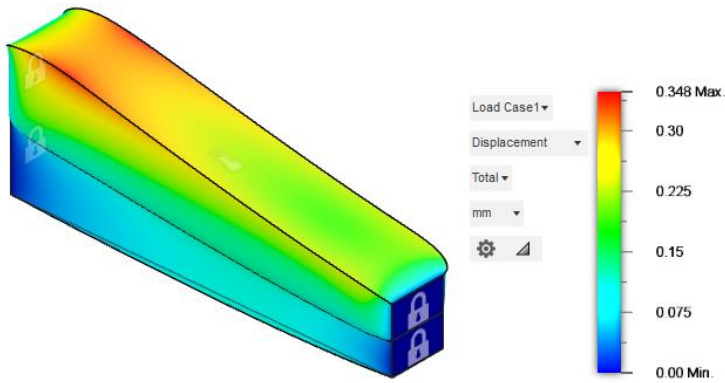 Load Case1
Displacement
Total
mm
0.348 Max.
0.30
0.225
0.15
0.075
0.00 Min.